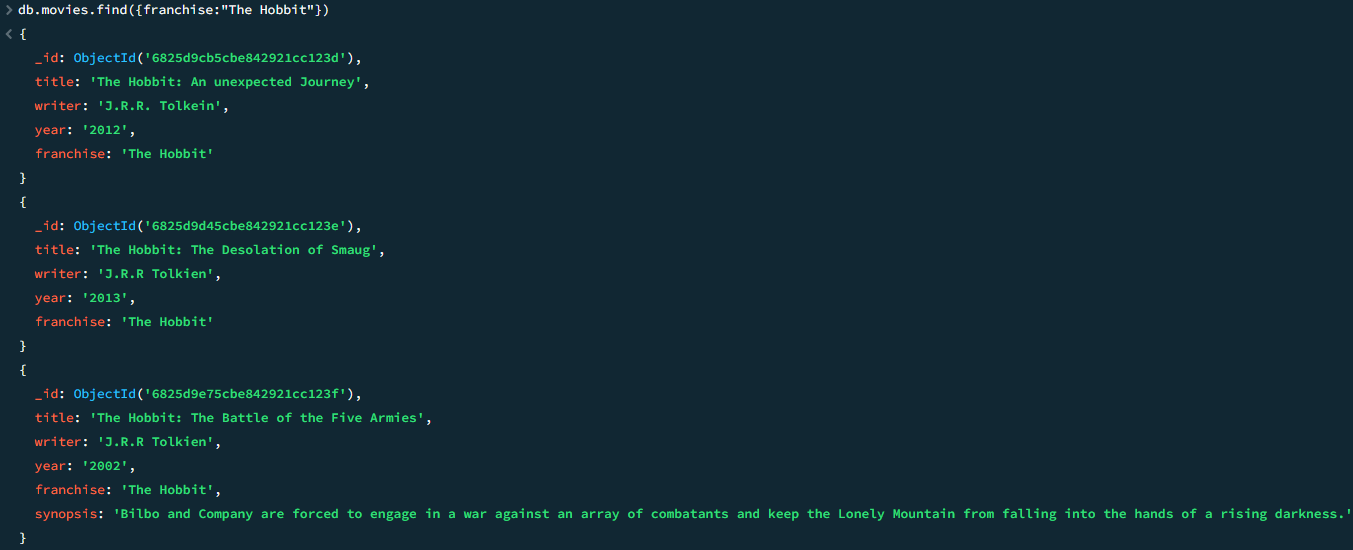 > db.movies.find({franchise:"The Hobbit"})
< {
_id: ObjectId('6825d9cb5cbe842921cc123d'),
title: 'The Hobbit: An unexpected Journey',
writer: 'J.R.R. Tolkein',
year: '2012',
franchise: 'The Hobbit'
}
{
_id: ObjectId('6825d9d45cbe842921cc123e'),
title: 'The Hobbit: The Desolation of Smaug',
writer: 'J.R.R Tolkien',
year: '2013',
franchise: 'The Hobbit'
}
{
_id: ObjectId('6825d9e75cbe842921cc123f'),
title: 'The Hobbit: The Battle of the Five Armies',
writer: 'J.R.R Tolkien',
year: '2002',
franchise: 'The Hobbit',
synopsis: 'Bilbo and Company are forced to engage in a war against an array of combatants and keep the Lonely Mountain from falling into the hands of a rising darkness.'
}